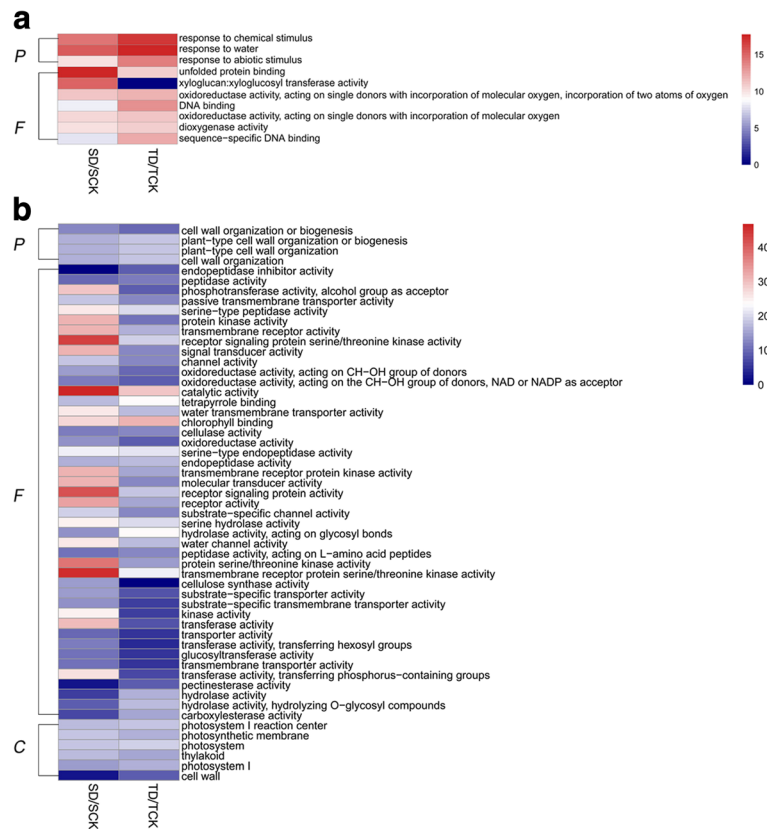 a
P
F
response to chemical stimulus
response to water
response to abiotic stimulus
unfolded protein binding
xyloglucan:xyloglucosyl transferase activity
oxidoreductase activity, acting on single donors with incorporation of molecular oxygen, incorporation of two atoms of oxygen
DNA binding
oxidoreductase activity, acting on single donors with incorporation of molecular oxygen
dioxygenase activity
sequence−specific DNA binding
SD/SCK
TD/TCK
15
10
5
0
b
P
F
C
cell wall organization or biogenesis
plant−type cell wall organization or biogenesis
plant−type cell wall organization
cell wall organization
endopeptidase inhibitor activity
peptidase activity
phosphotransferase activity, alcohol group as acceptor
passive transmembrane transporter activity
serine−type peptidase activity
protein kinase activity
transmembrane receptor activity
receptor signaling protein serine/threonine kinase activity
signal transducer activity
channel activity
oxidoreductase activity, acting on CH−OH group of donors
oxidoreductase activity, acting on the CH−OH group of donors, NAD or NADP as acceptor
catalytic activity
tetrapyrrole binding
water transmembrane transporter activity
chlorophyll binding
cellulase activity
oxidoreductase activity
serine−type endopeptidase activity
endopeptidase activity
transmembrane receptor protein kinase activity
molecular transducer activity
receptor signaling protein activity
receptor activity
substrate−specific channel activity
serine hydrolase activity
hydrolase activity, acting on glycosyl bonds
water channel activity
peptidase activity, acting on L−amino acid peptides
protein serine/threonine kinase activity
transmembrane receptor protein serine/threonine kinase activity
cellulose synthase activity
substrate−specific transporter activity
substrate−specific transmembrane transporter activity
kinase activity
transferase activity
transporter activity
transferase activity, transferring hexosyl groups
glucosyltransferase activity
transmembrane transporter activity
transferase activity, transferring phosphorus−containing groups
pectinesterase activity
hydrolase activity
hydrolase activity, hydrolyzing O−glycosyl compounds
carboxylesterase activity
photosystem I reaction center
photosynthetic membrane
photosystem
thylakoid
photosystem I
cell wall
SD/SCK
TD/TCK
40
30
20
10
0